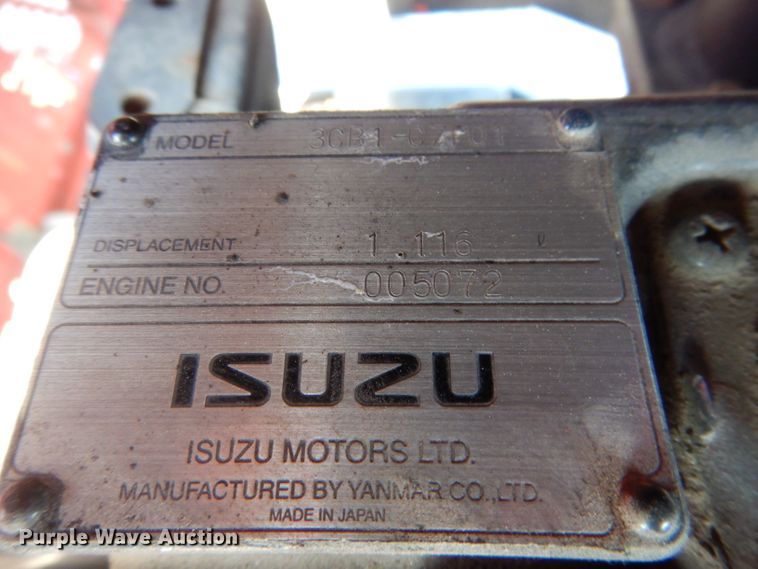 MODEL
DISPLACEMENT 1.116 ℓ
ENGINE NO. 005072
ISUZU
ISUZU MOTORS LTD.
MANUFACTURED BY YANMAR CO.,LTD.
MADE IN JAPAN
Purple Wave Auction